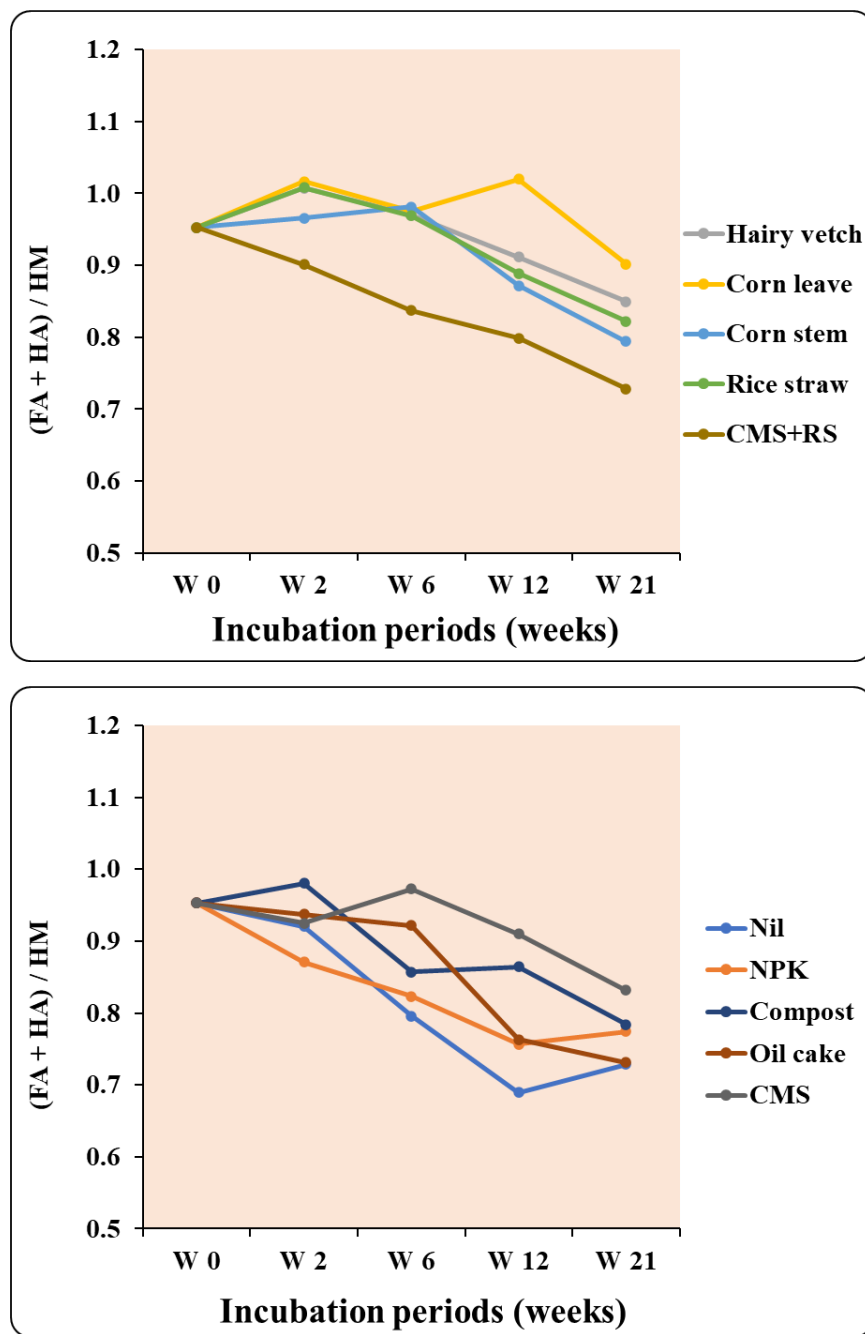 1.2
1.1
1.0
0.9
0.8
0.7
0.6
0.5
(FA + HA) / HM
W 0 W 2 W 6 W 12 W 21
Incubation periods (weeks)
Hairy vetch
Corn leave
Corn stem
Rice straw
CMS+RS
1.2
1.1
1.0
0.9
0.8
0.7
0.6
0.5
(FA + HA) / HM
W 0 W 2 W 6 W 12 W 21
Incubation periods (weeks)
Nil
NPK
Compost
Oil cake
CMS